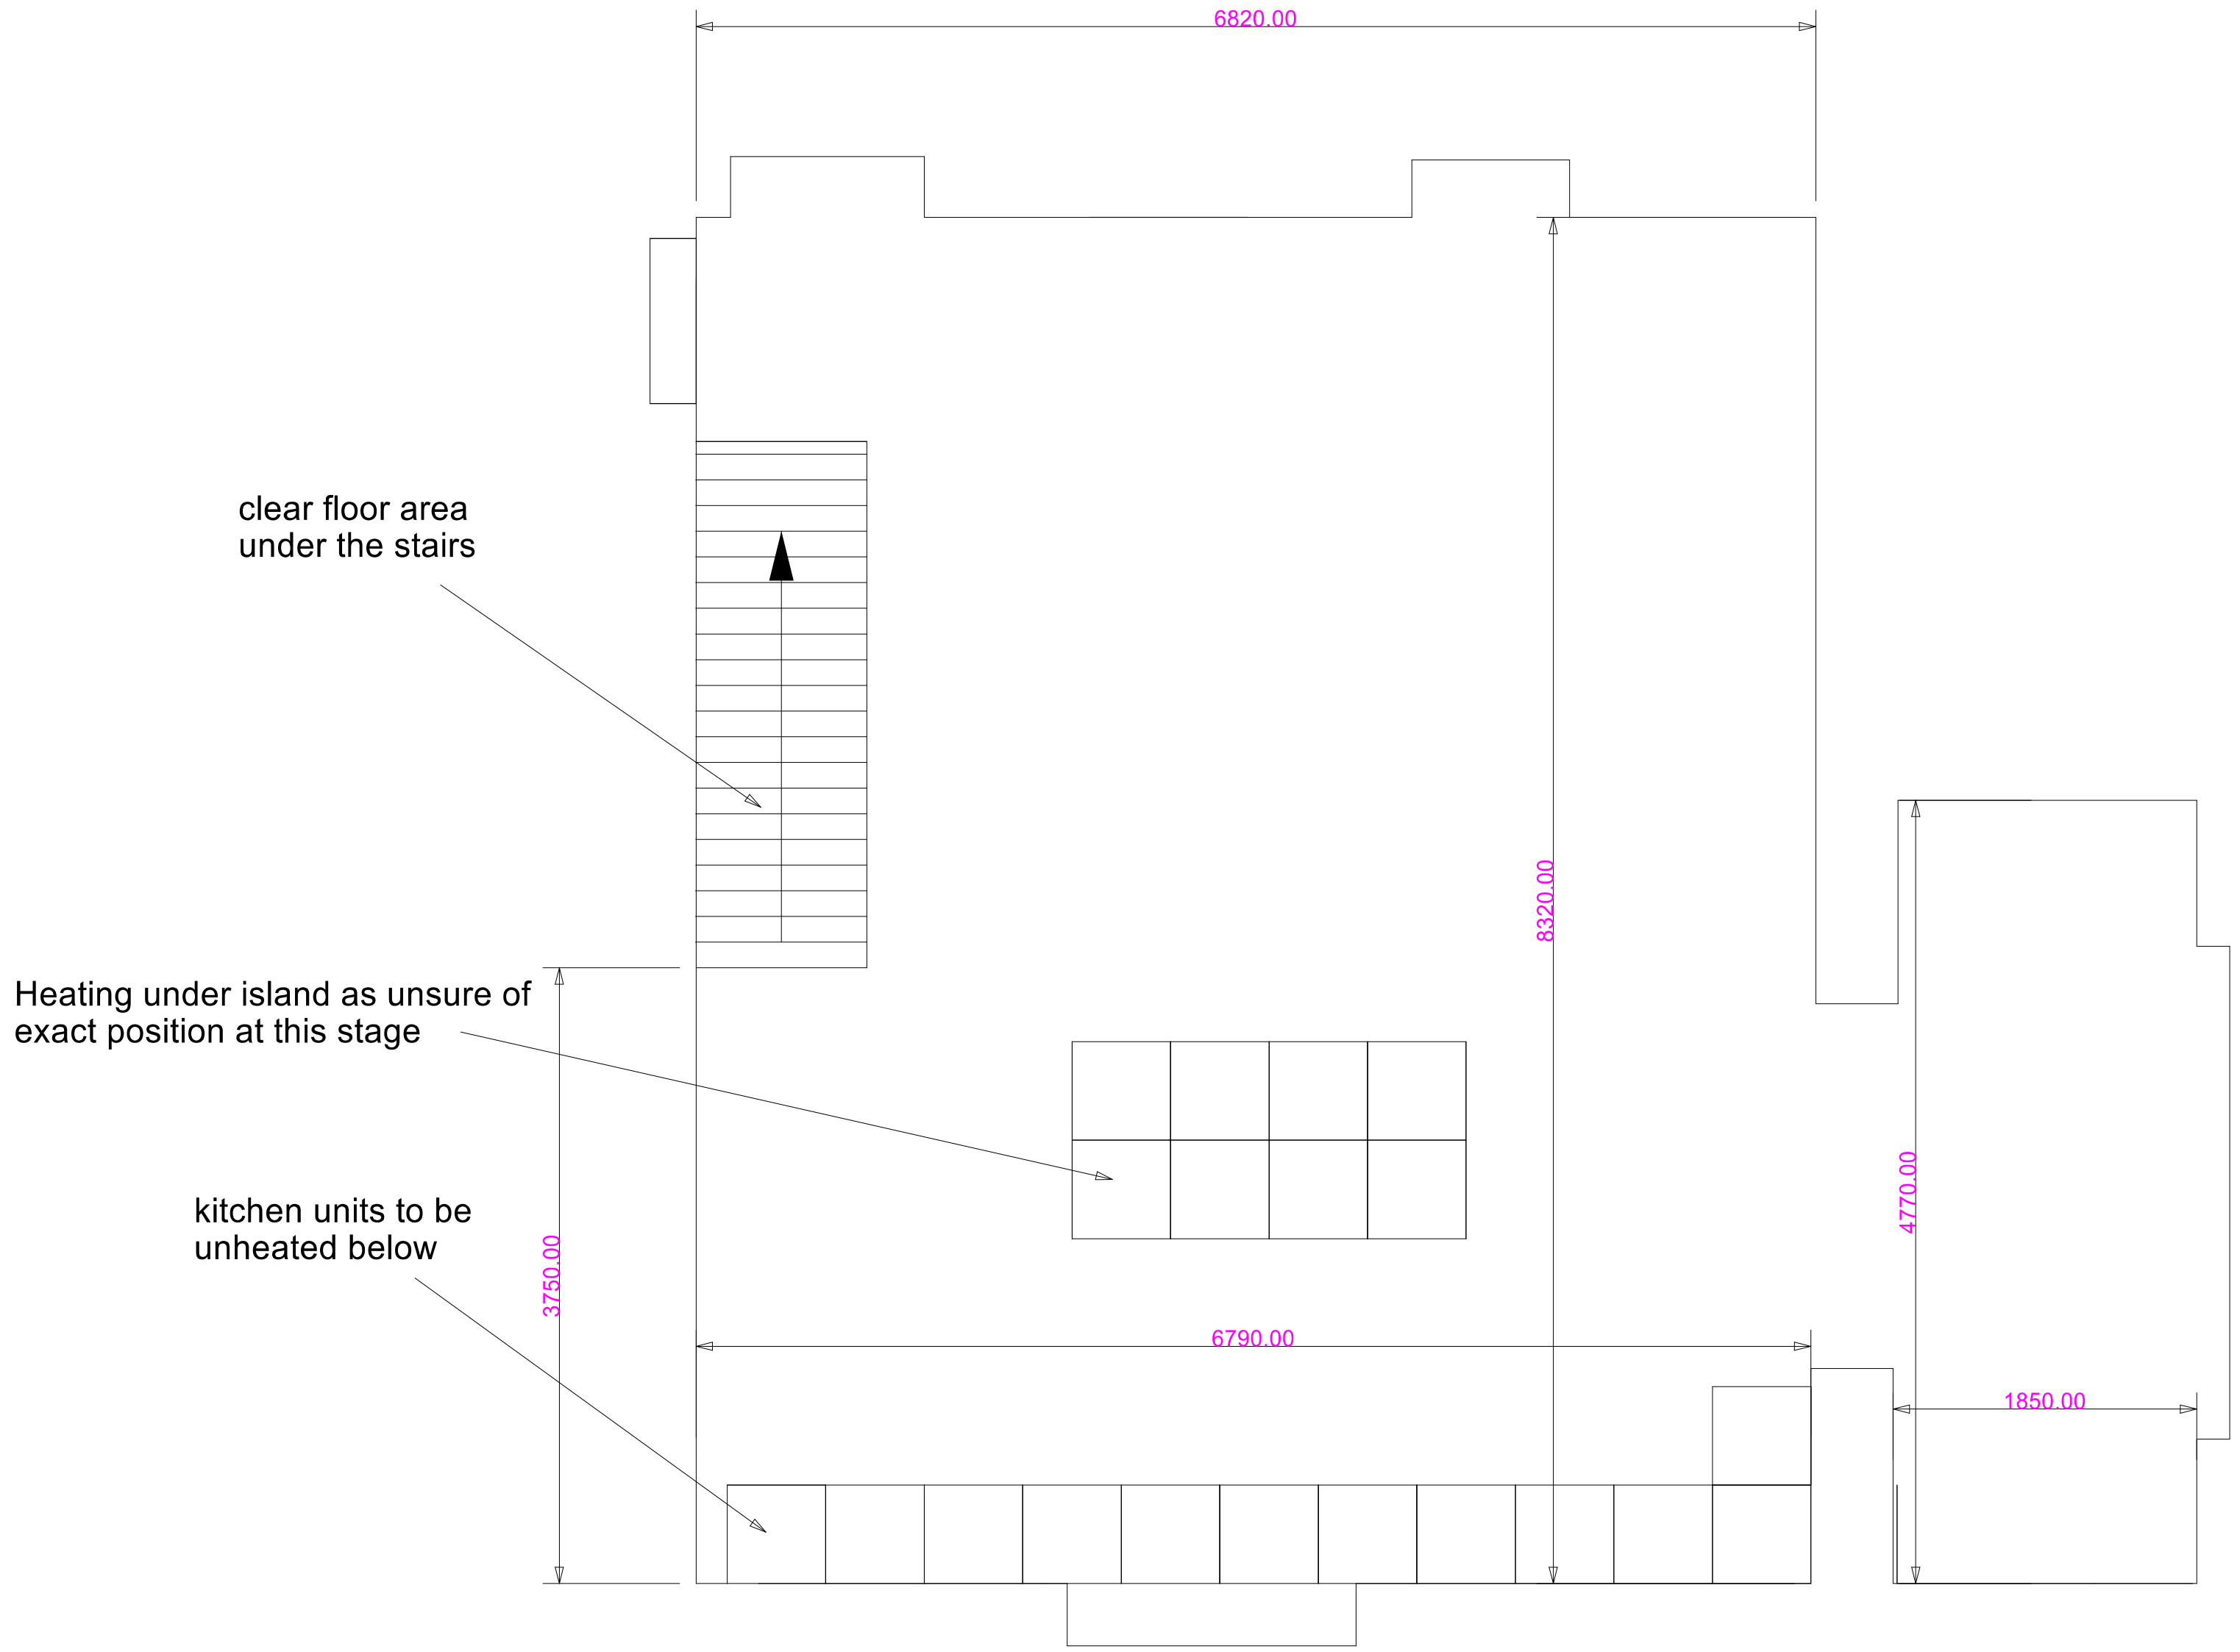 6820.00
clear floor area
under the stairs
8320.00
Heating under island as unsure of
exact position at this stage
4770.00
kitchen units to be
unheated below
3750.00
6790.00
1850.00